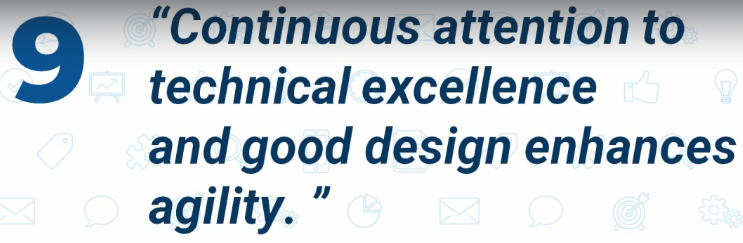 9
“Continuous attention to
technical excellence
and good design enhances
agility. ”